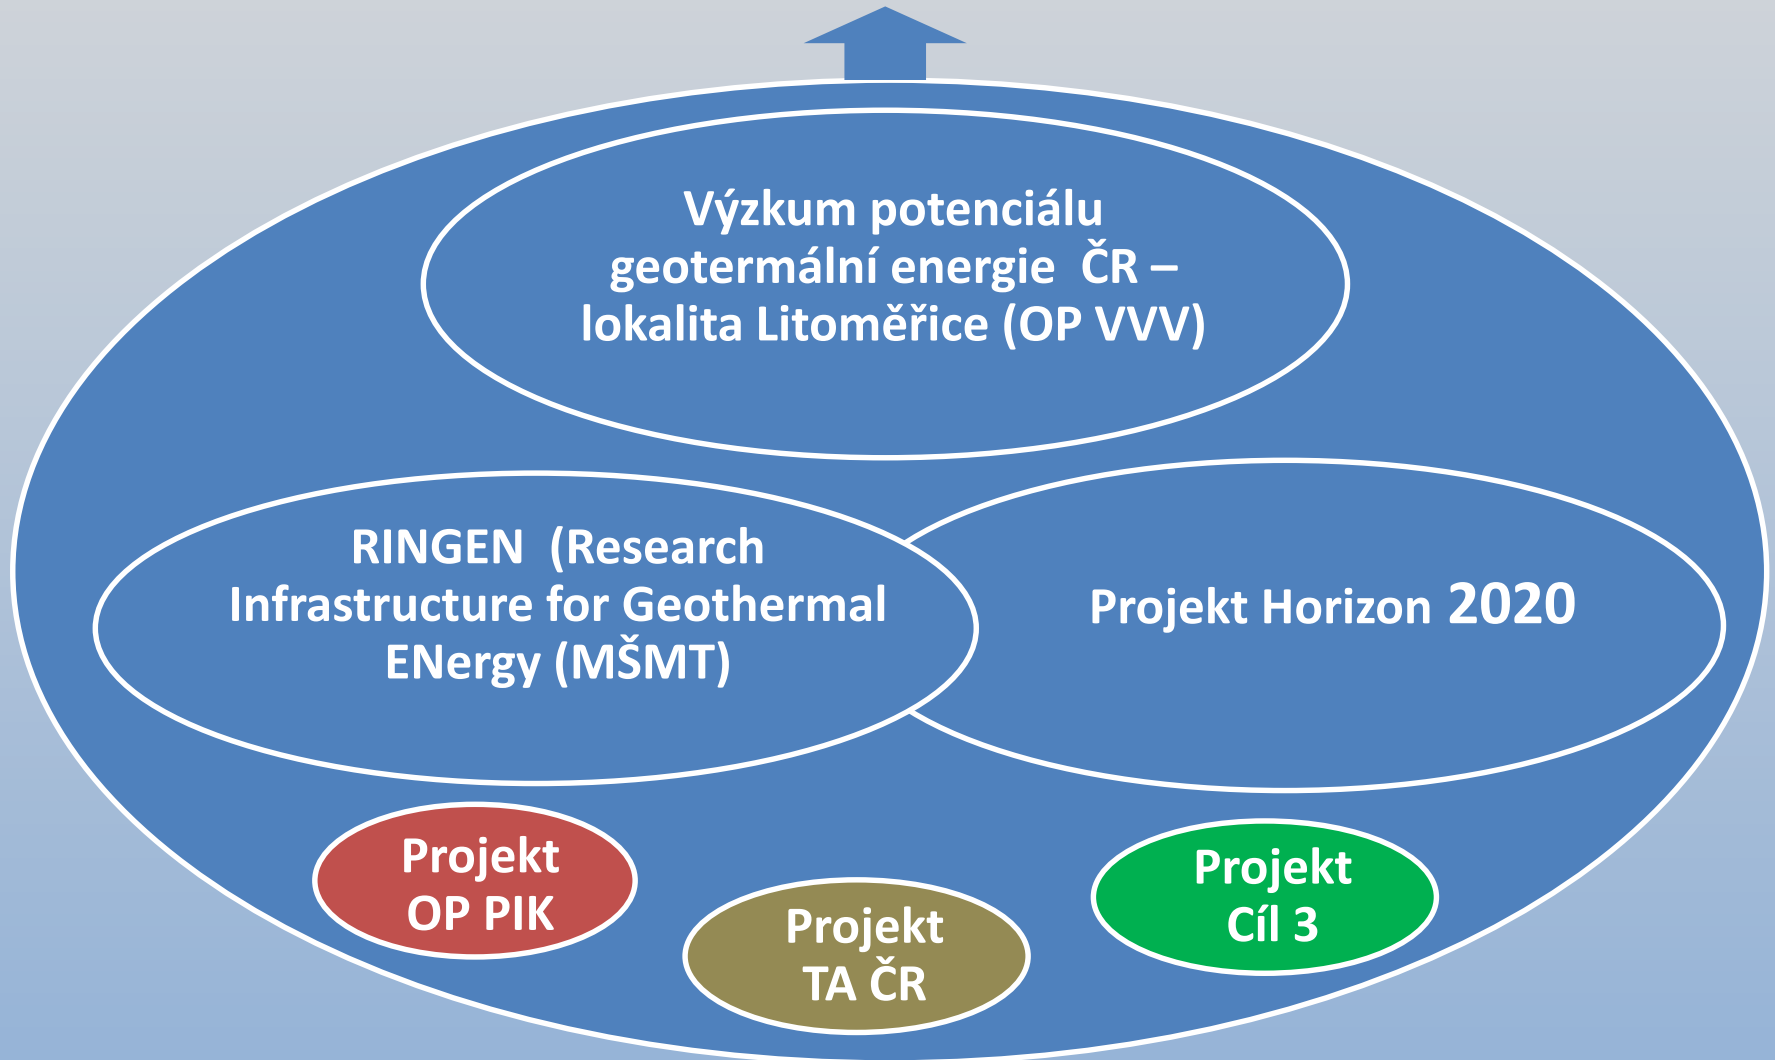 Výzkum potenciálu
geotermální energie  ČR –
lokalita Litoměřice (OP VVV)
RINGEN  (Research
Infrastructure for Geothermal
ENergy (MŠMT)
Projekt Horizon 2020
Projekt
OP PIK
Projekt
TA ČR
Projekt
Cíl 3